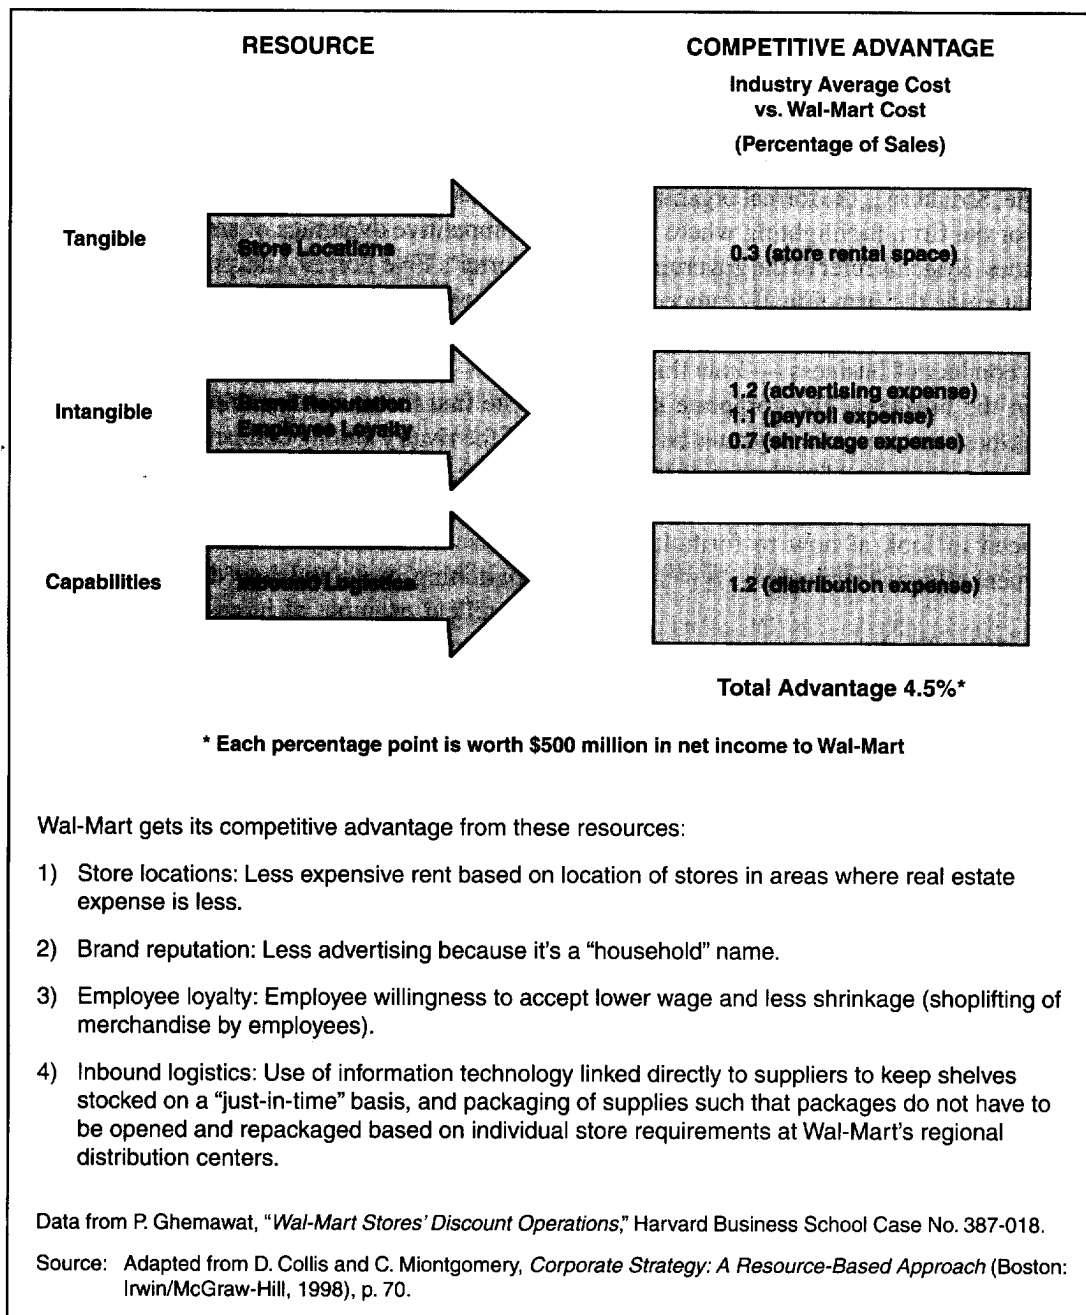 RESOURCE
COMPETITIVE ADVANTAGE
Industry Average Cost
vs. Wal-Mart Cost
(Percentage of Sales)
Tangible
Store Locations
0.3 (store rental space)
Intangible
Brand Reputation
Employee Loyalty
1.2 (advertising expense)
1.1 (payroll expense)
0.7 (shrinkage expense)
Capabilities
Inbound Logistics
1.2 (distribution expense)
Total Advantage 4.5%*
* Each percentage point is worth $500 million in net income to Wal-Mart
Wal-Mart gets its competitive advantage from these resources:
1) Store locations: Less expensive rent based on location of stores in areas where real estate
expense is less.
2) Brand reputation: Less advertising because it's a “household” name.
3) Employee loyalty: Employee willingness to accept lower wage and less shrinkage (shoplifting of
merchandise by employees).
4) Inbound logistics: Use of information technology linked directly to suppliers to keep shelves
stocked on a “just-in-time” basis, and packaging of supplies such that packages do not have to
be opened and repackaged based on individual store requirements at Wal-Mart's regional
distribution centers.
Data from P. Ghemawat, “Wal-Mart Stores' Discount Operations,” Harvard Business School Case No. 387-018.
Source: Adapted from D. Collis and C. Miontgomery, Corporate Strategy: A Resource-Based Approach (Boston:
Irwin/McGraw-Hill, 1998), p. 70.